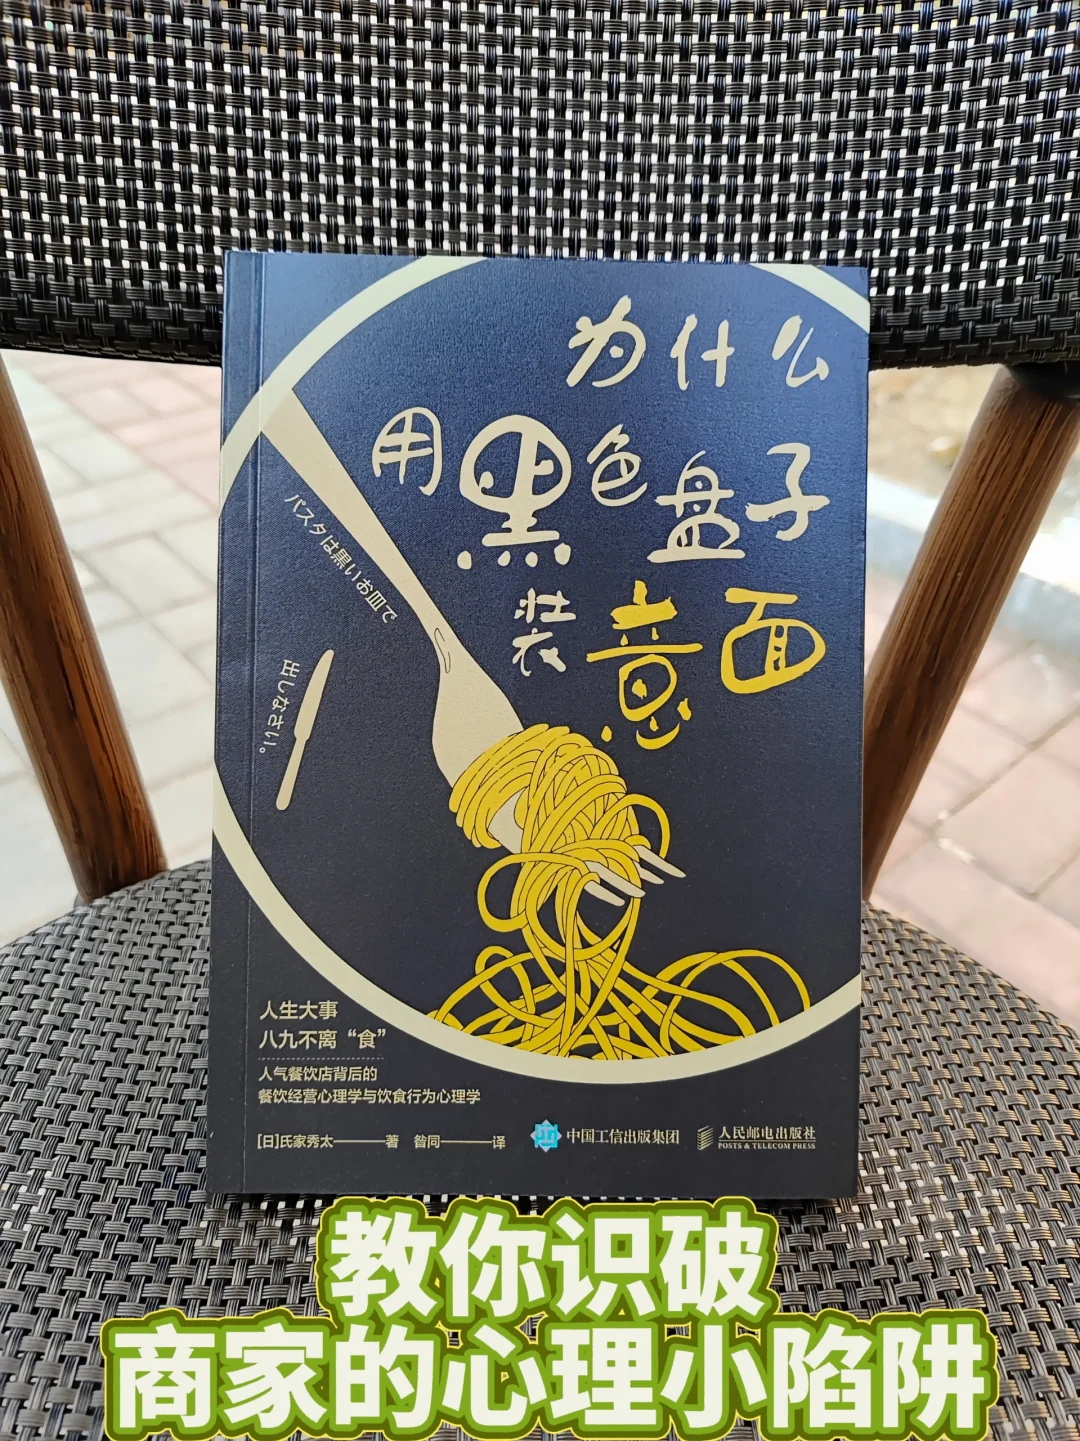 为什么
用黑色盘子
装意面
パスタは黒いお皿で
出しなさい。
人生大事
八九不离“食”
人气餐饮店背后的
餐饮经营心理学与饮食行为心理学
[日]氏家秀太——著 昝同——译
中国工信出版集团 人民邮电出版社
POSTS & TELECOM PRESS
教你识破
商家的心理小陷阱